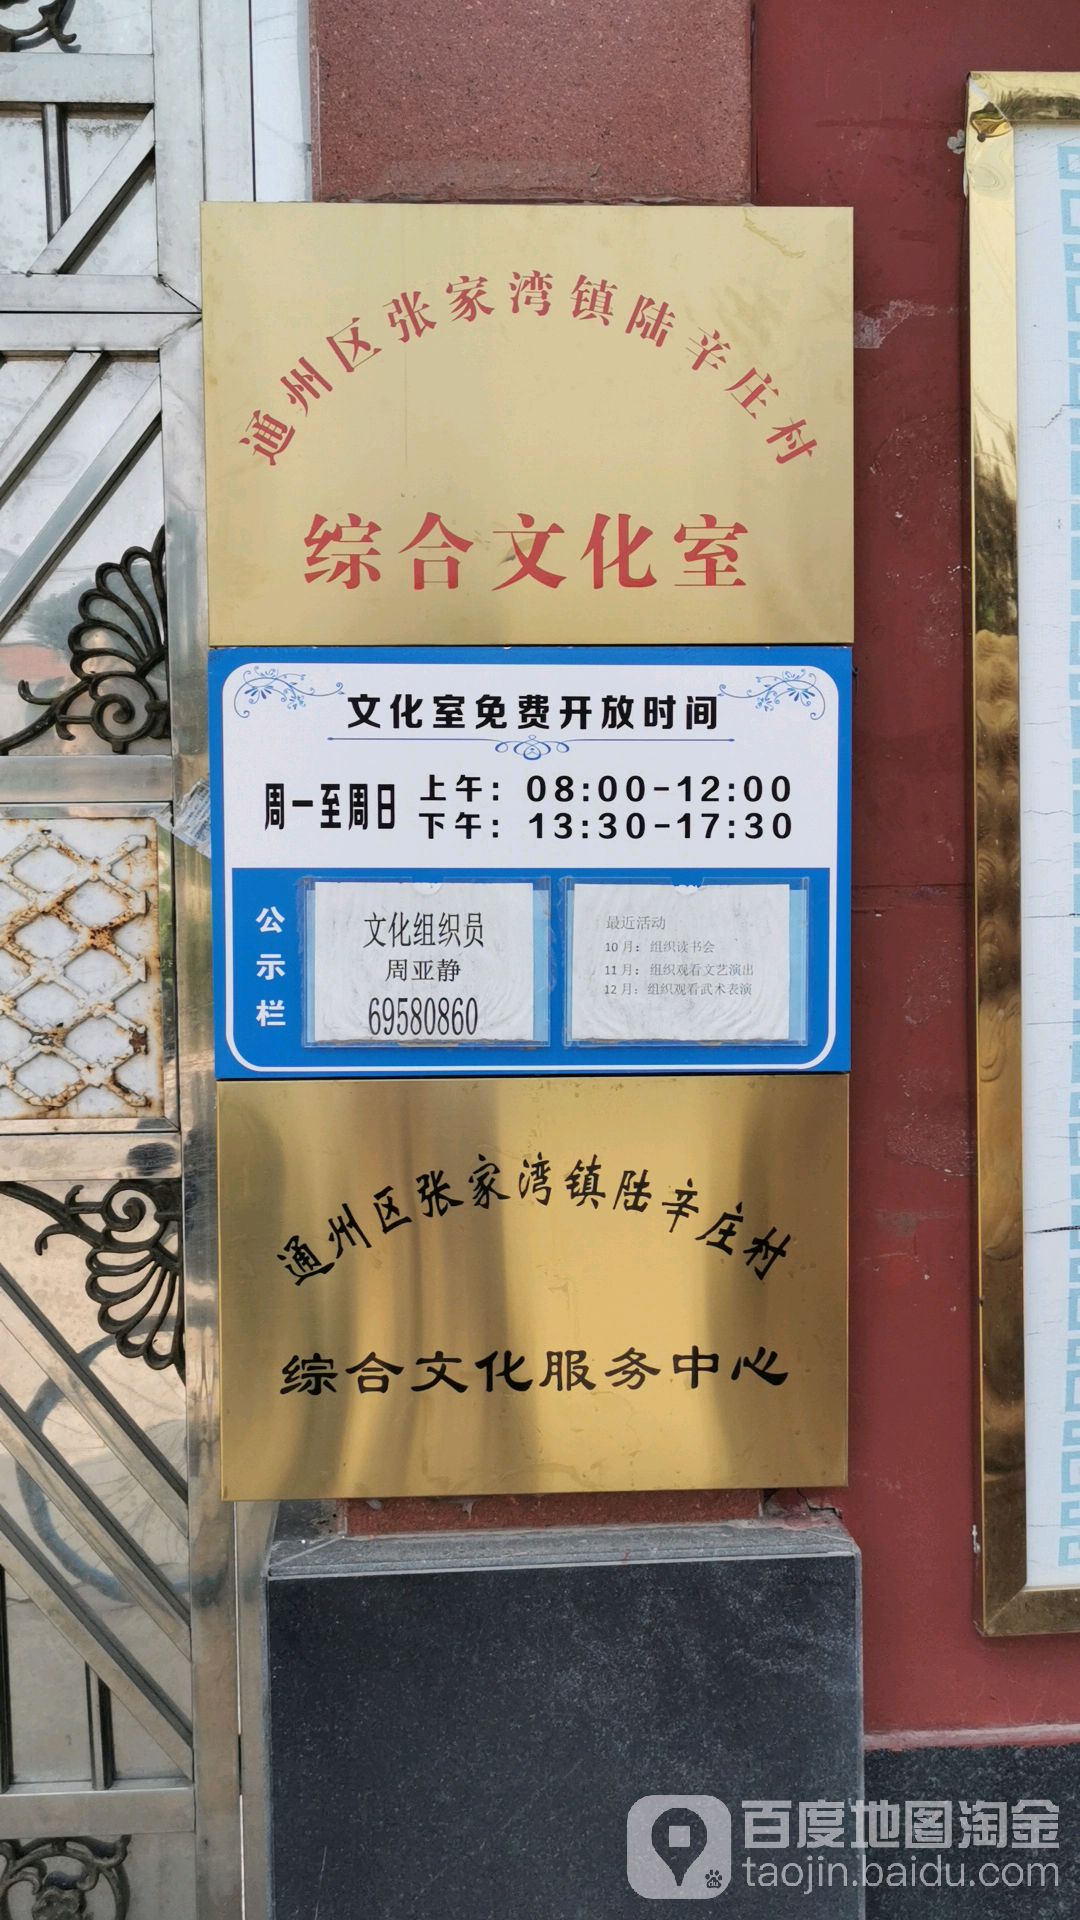 通州区张家湾镇陆辛庄村
综合文化室
文化室免费开放时间
周一至周日
上午：08:00-12:00
下午：13:30-17:30
公示栏
文化组织员
周亚静
69580860
最近活动
10月：组织读书会
11月：组织观看文艺演出
12月：组织观看武术表演
通州区张家湾镇陆辛庄村
综合文化服务中心
百度地图淘金
taojin.baidu.com